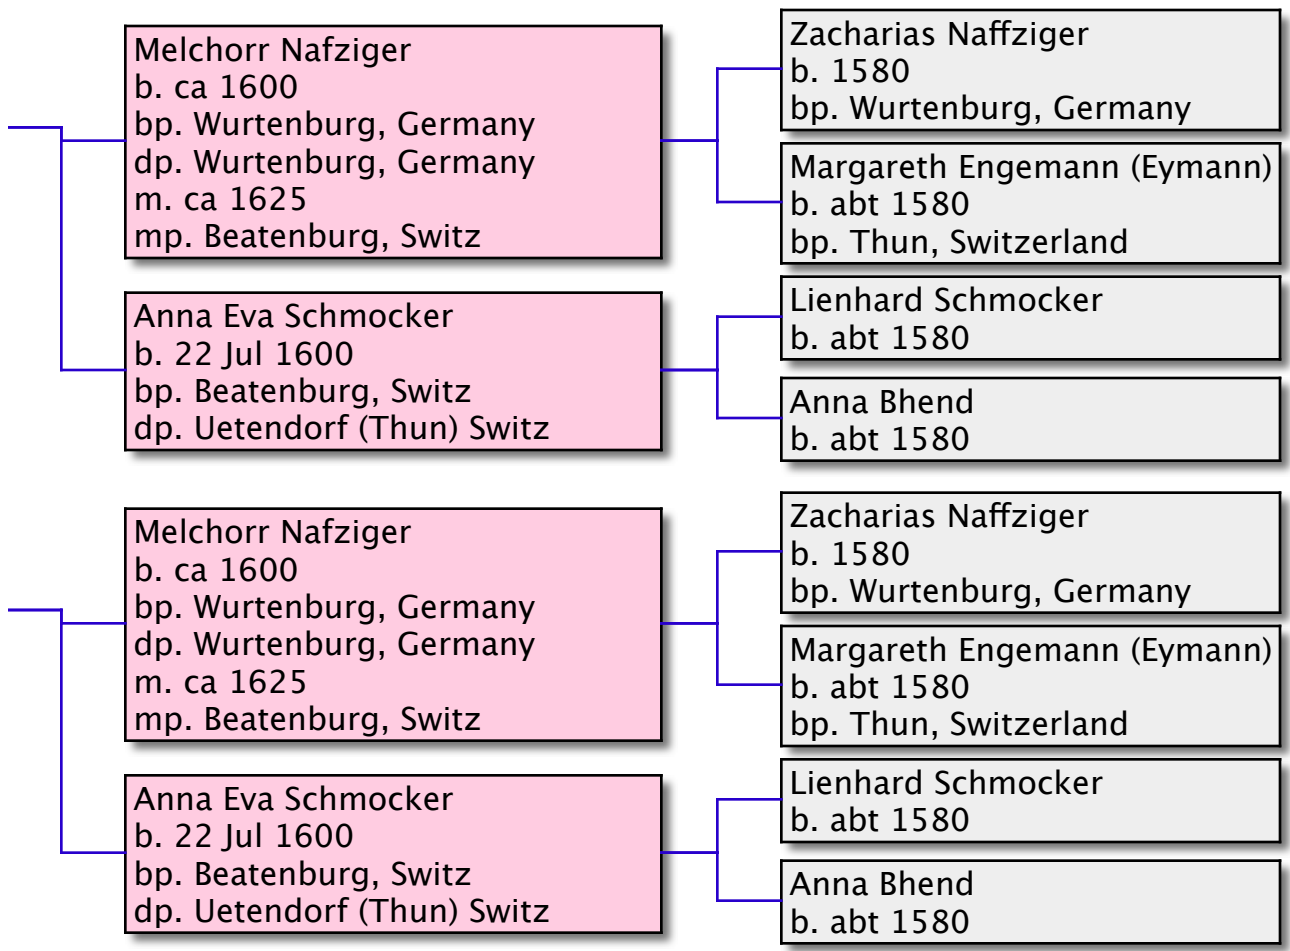 Melchorr Nafziger
b. ca 1600
bp. Wurtenburg, Germany
dp. Wurtenburg, Germany
m. ca 1625
mp. Beatenburg, Switz
Zacharias Naffziger
b. 1580
bp. Wurtenburg, Germany
Margareth Engemann (Eymann)
b. abt 1580
bp. Thun, Switzerland
Anna Eva Schmocker
b. 22 Jul 1600
bp. Beatenburg, Switz
dp. Uetendorf (Thun) Switz
Lienhard Schmocker
b. abt 1580
Anna Bhend
b. abt 1580
Melchorr Nafziger
b. ca 1600
bp. Wurtenburg, Germany
dp. Wurtenburg, Germany
m. ca 1625
mp. Beatenburg, Switz
Zacharias Naffziger
b. 1580
bp. Wurtenburg, Germany
Margareth Engemann (Eymann)
b. abt 1580
bp. Thun, Switzerland
Anna Eva Schmocker
b. 22 Jul 1600
bp. Beatenburg, Switz
dp. Uetendorf (Thun) Switz
Lienhard Schmocker
b. abt 1580
Anna Bhend
b. abt 1580